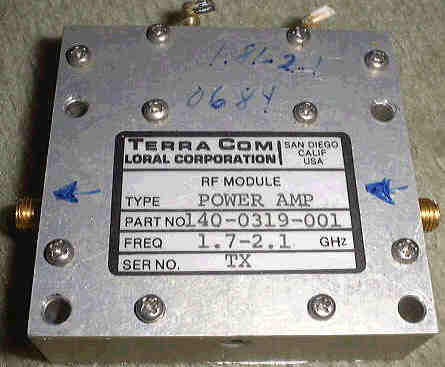 1.81-2.1
0684
TERRA COM
LORAL CORPORATION
SAN DIEGO
CALIF
USA
RF MODULE
TYPE POWER AMP
PART NO 140-0319-001
FREQ 1.7-2.1 GHz
SER NO. TX